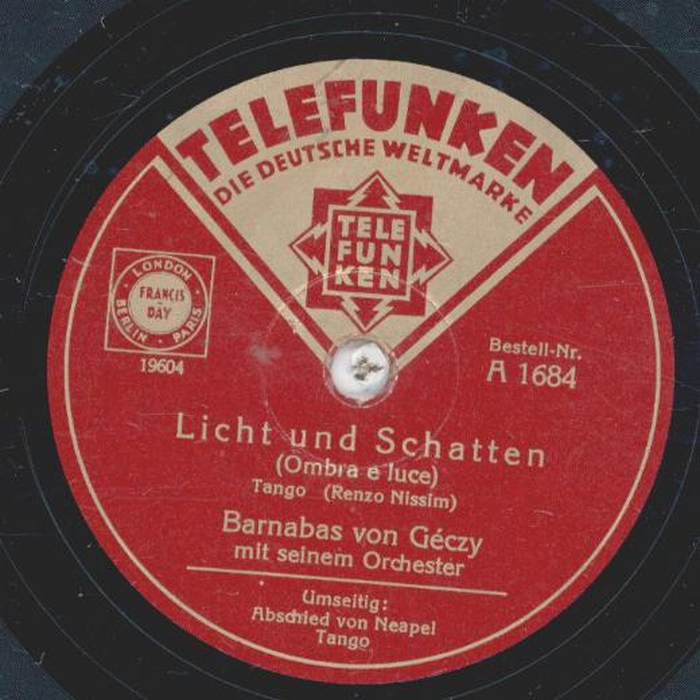 TELEFUNKEN
DIE DEUTSCHE WELTMARKE
TELE
FUN
KEN
LONDON
FRANCIS
DAY
BERLIN - PARIS
19604
Bestell-Nr.
A 1684
Licht und Schatten
(Ombra e luce)
Tango (Renzo Nissim)
Barnabas von Géczy
mit seinem Orchester
Umseitig:
Abschied von Neapel
Tango